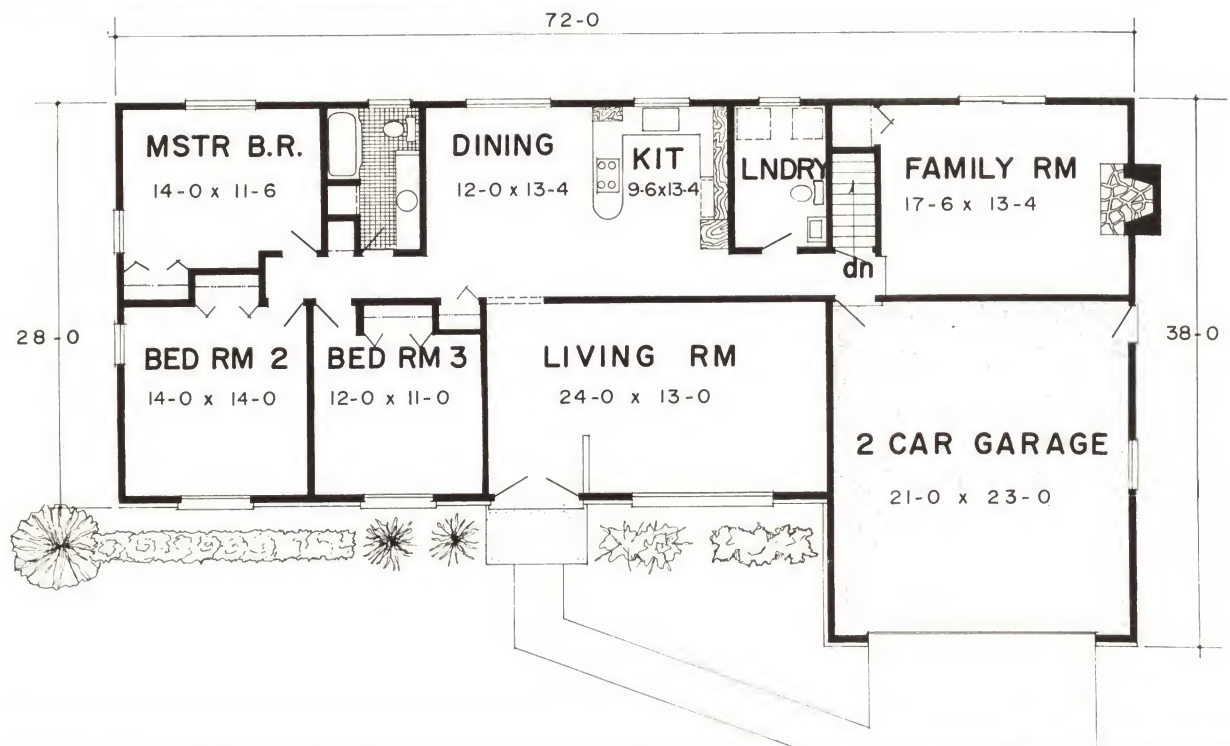 72-0
MSTR B.R.
14-0 x 11-6
DINING
12-0 x 13-4
KIT
9-6x13-4
LNDRY
FAMILY RM
17-6 x 13-4
dn
28-0
38-0
BED RM 2
14-0 x 14-0
BED RM 3
12-0 x 11-0
LIVING RM
24-0 x 13-0
2 CAR GARAGE
21-0 x 23-0